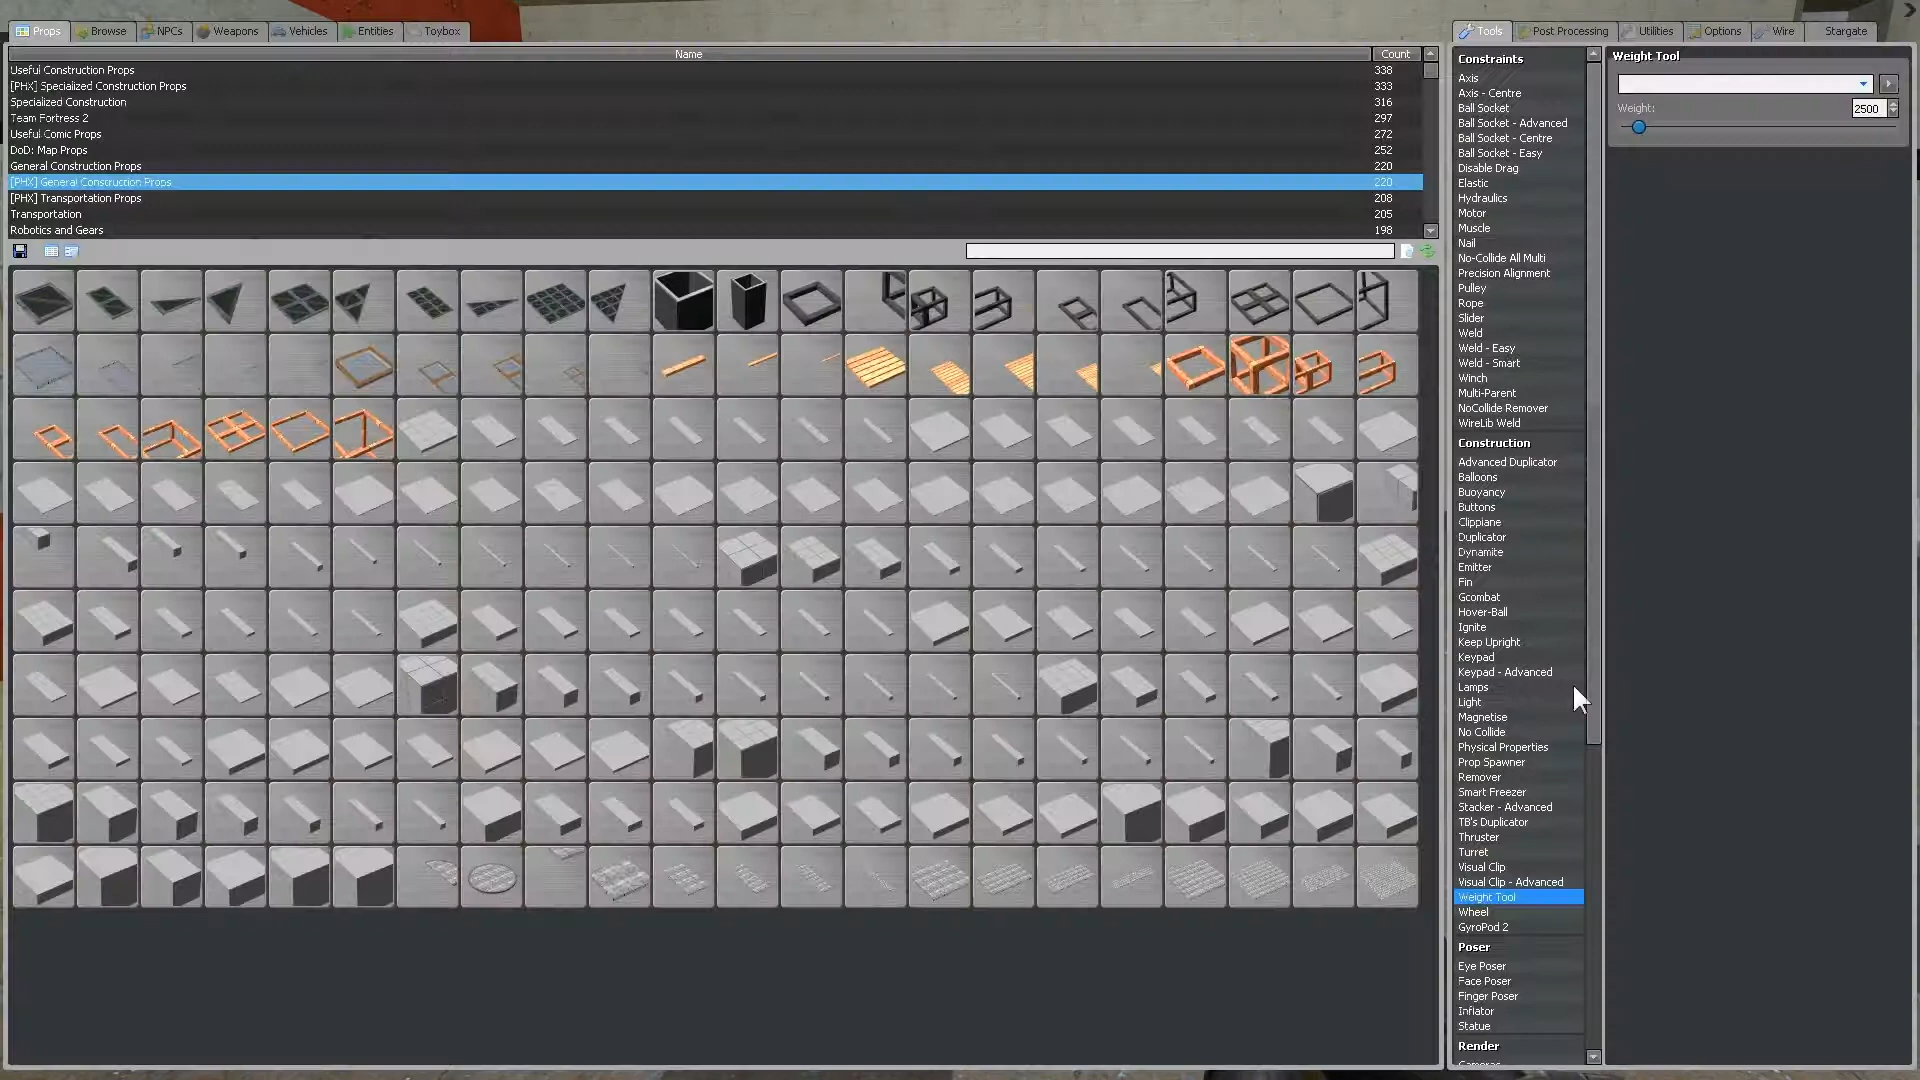 Props Browse NPCs Weapons Vehicles Entities Toybox
Name Count
Useful Construction Props 338
[PHX] Specialized Construction Props 333
Specialized Construction 316
Team Fortress 2 297
Useful Comic Props 272
DoD: Map Props 252
General Construction Props 220
[PHX] General Construction Props 220
[PHX] Transportation Props 208
Transportation 205
Robotics and Gears 198
Tools Post Processing Utilities Options Wire Stargate
Constraints
Axis
Axis - Centre
Ball Socket
Ball Socket - Advanced
Ball Socket - Centre
Ball Socket - Easy
Disable Drag
Elastic
Hydraulics
Motor
Muscle
Nail
No-Collide All Multi
Precision Alignment
Pulley
Rope
Slider
Weld
Weld - Easy
Weld - Smart
Winch
Multi-Parent
NoCollide Remover
WireLib Weld
Construction
Advanced Duplicator
Balloons
Buoyancy
Buttons
Clipplane
Duplicator
Dynamite
Emitter
Fin
Gcombat
Hover-Ball
Ignite
Keep Upright
Keypad
Keypad - Advanced
Lamps
Light
Magnetise
No Collide
Physical Properties
Prop Spawner
Remover
Smart Freezer
Stacker - Advanced
TB's Duplicator
Thruster
Turret
Visual Clip
Visual Clip - Advanced
Weight Tool
Wheel
GyroPod 2
Poser
Eye Poser
Face Poser
Finger Poser
Inflator
Statue
Render
Cameras
Weight Tool
Weight: 2500